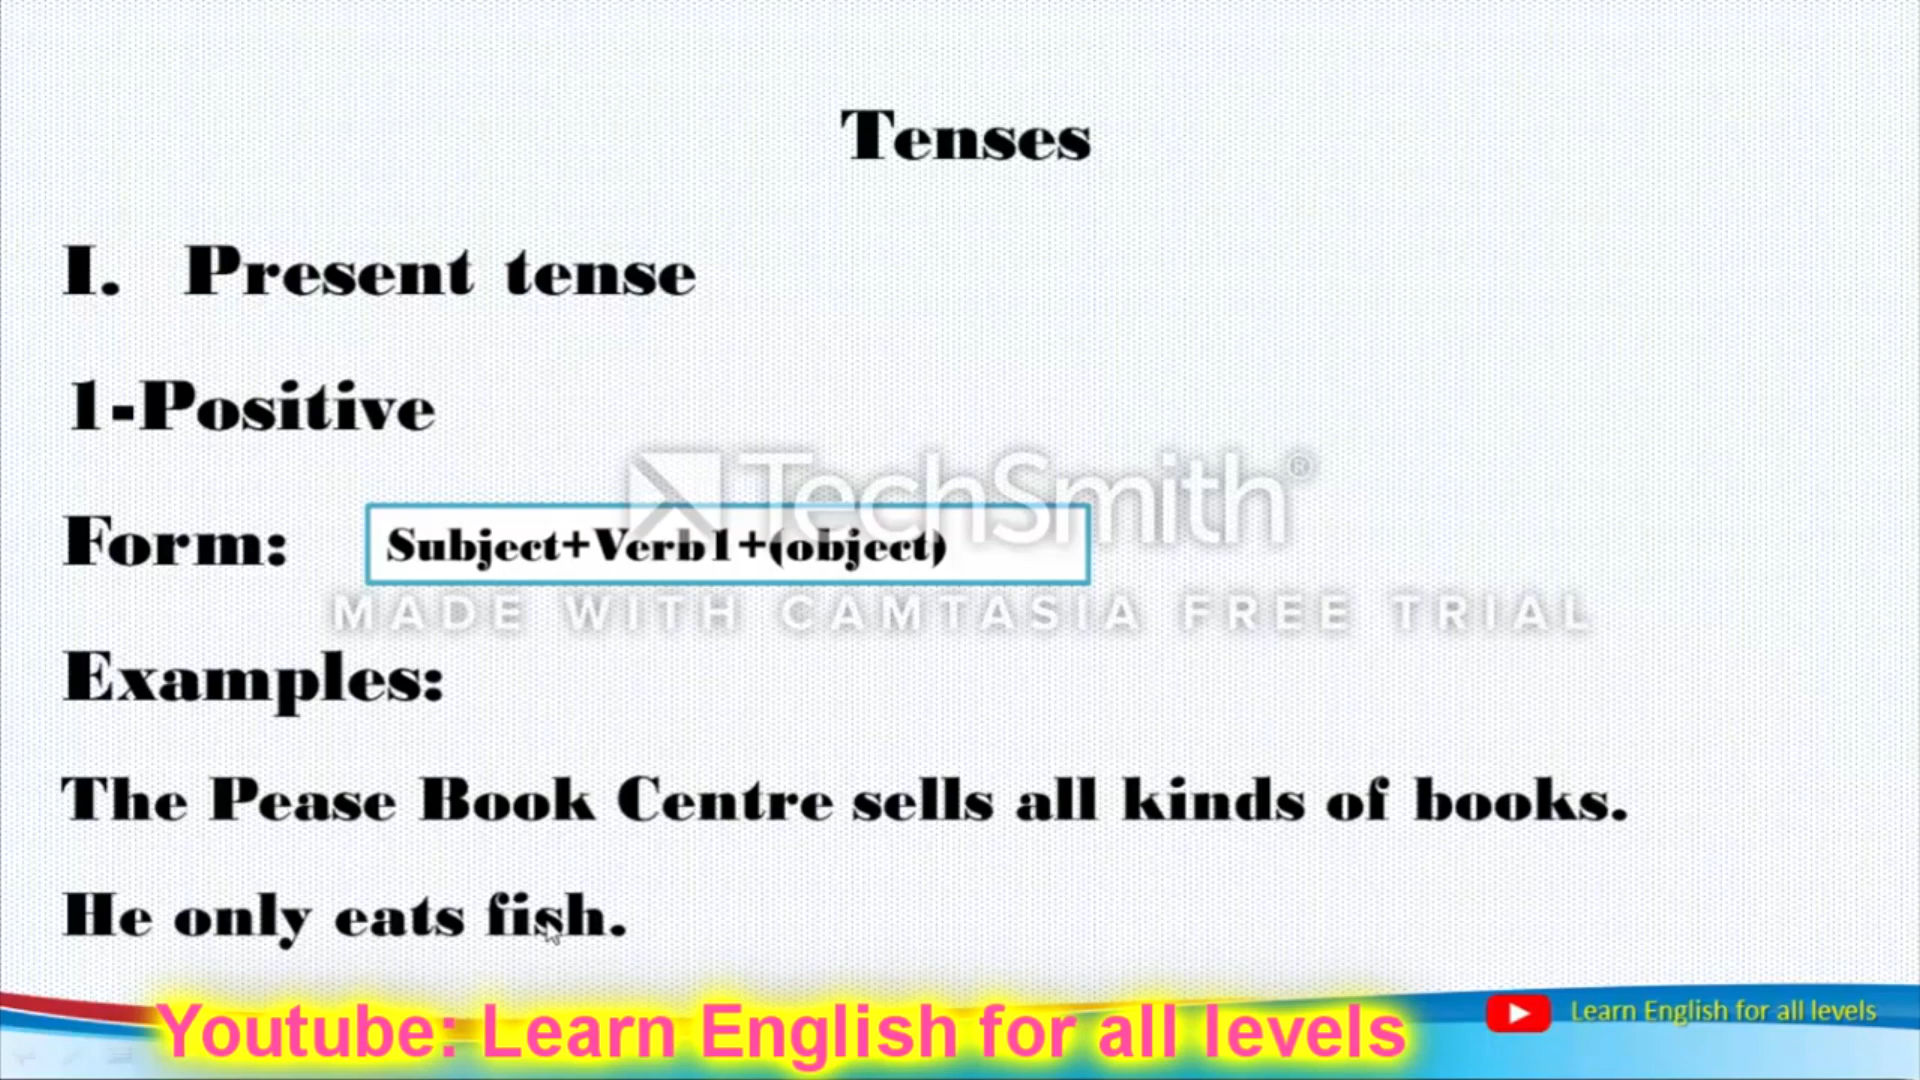 Tenses
I. Present tense
1-Positive
TechSmith®
Form: Subject+Verb1+(object)
MADE WITH CAMTASIA FREE TRIAL
Examples:
The Pease Book Centre sells all kinds of books.
He only eats fish.
Youtube: Learn English for all levels
Learn English for all levels